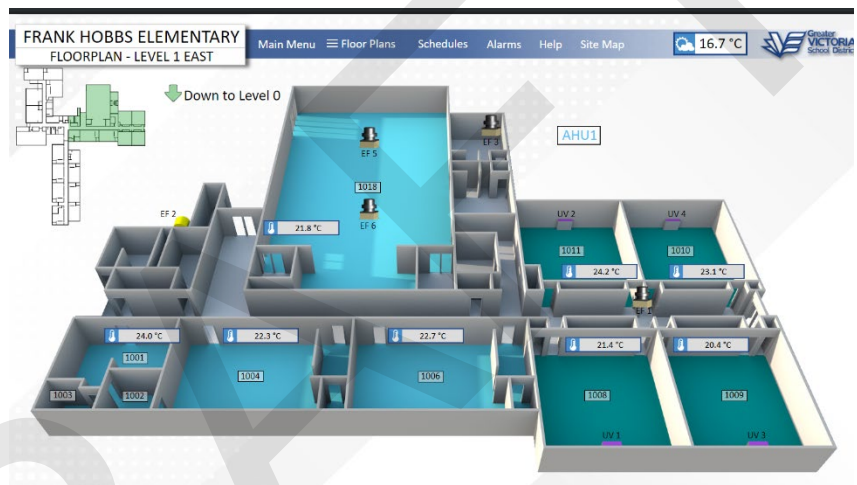 FRANK HOBBS ELEMENTARY
FLOORPLAN - LEVEL 1 EAST
Main Menu
Floor Plans
Schedules
Alarms
Help
Site Map
16.7 °C
Greater
VICTORIA
School District
Down to Level 0
EF 5
EF 3
AHU1
1018
EF 2
EF 6
21.8 °C
UV 2
UV 4
1011
1010
24.2 °C
23.1 °C
EF 1
24.0 °C
22.3 °C
22.7 °C
21.4 °C
20.4 °C
1001
1004
1006
1003
1002
1008
1009
UV 1
UV 3